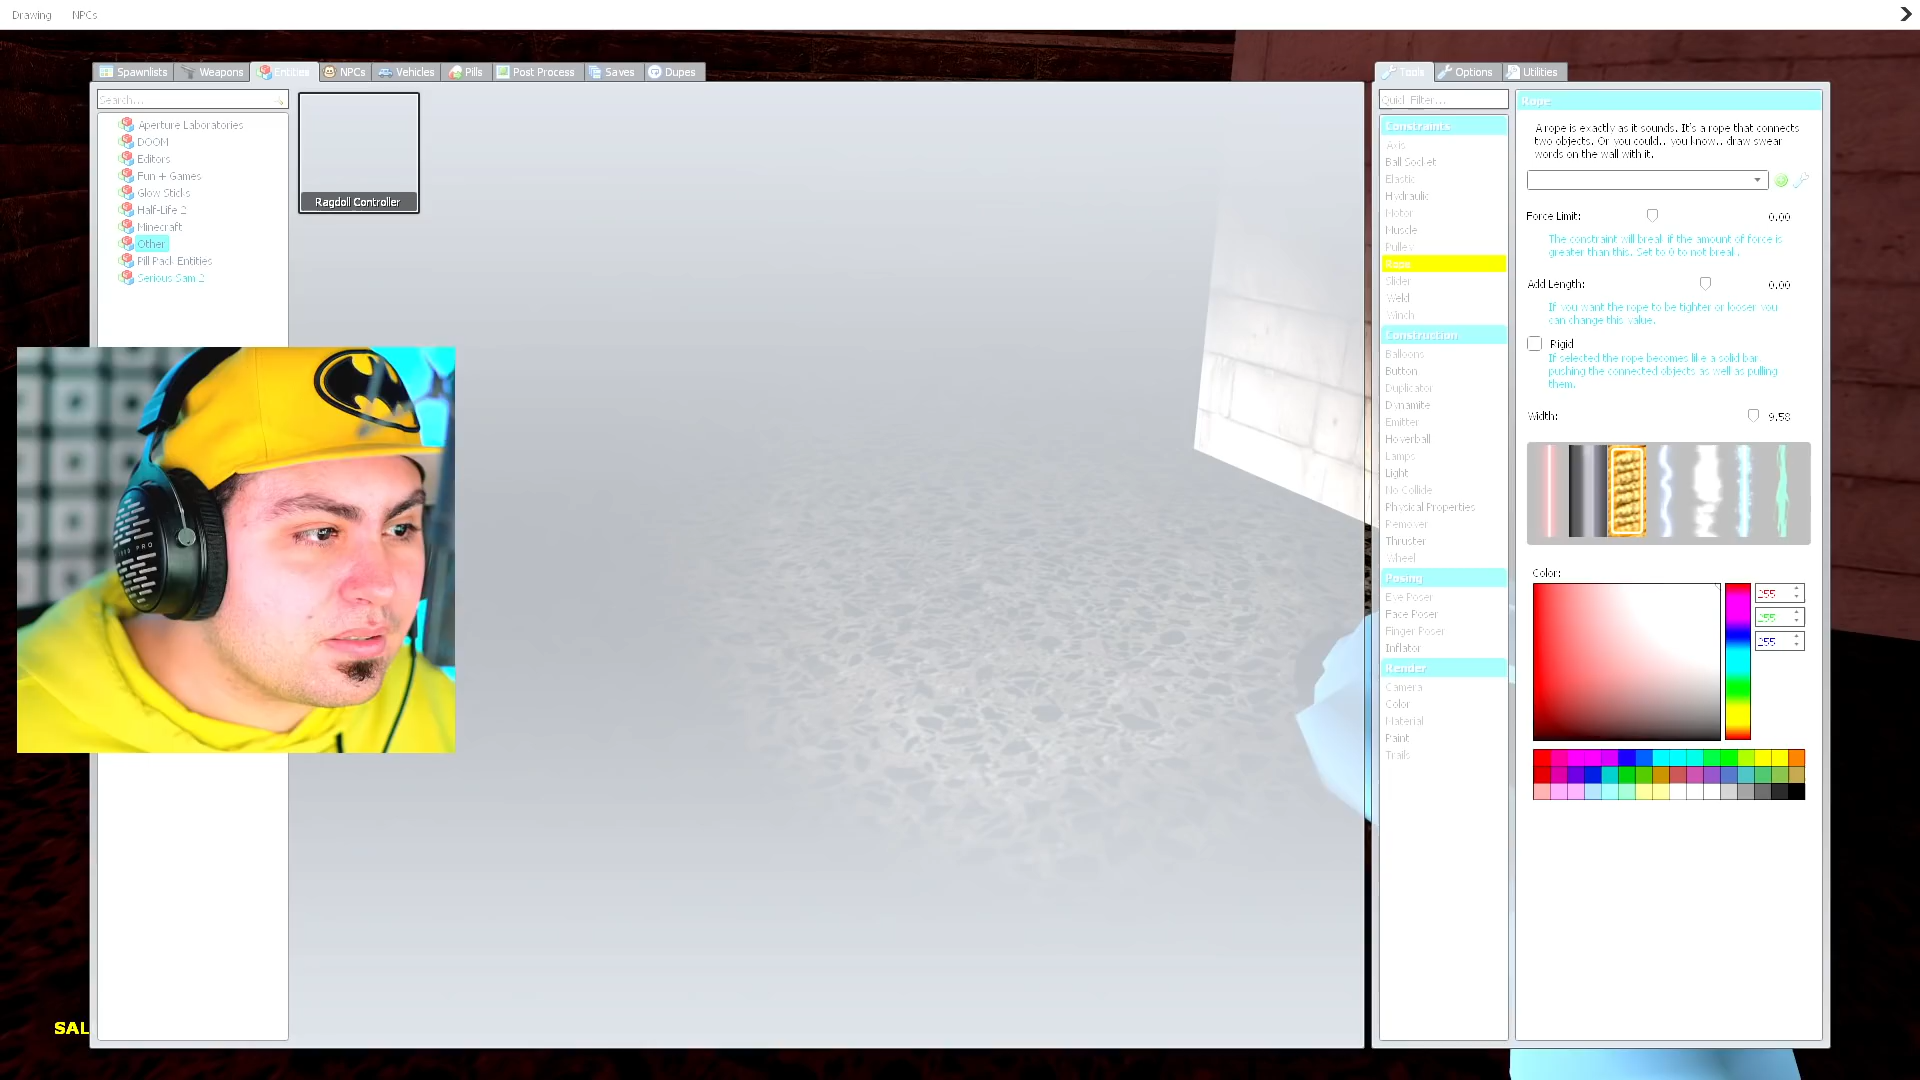 Drawing NPCs
Spawnlists Weapons Entities NPCs Vehicles Pills Post Process Saves Dupes
Search...
Aperture Laboratories
DOOM
Editors
Fun + Games
Glow Sticks
Half-Life 2
Minecraft
Other
Pill Pack Entities
Serious Sam 2
Ragdoll Controller
SAL
Tools Options Utilities
Quick Filter...
Constraints
Axis
Ball Socket
Elastic
Hydraulic
Motor
Muscle
Pulley
Rope
Slider
Weld
Winch
Construction
Balloons
Button
Duplicator
Dynamite
Emitter
Hoverball
Lamps
Light
No Collide
Physical Properties
Remover
Thruster
Wheel
Posing
Eye Poser
Face Poser
Finger Poser
Inflator
Render
Camera
Color
Material
Paint
Trails
Rope
A rope is exactly as it sounds. It's a rope that connects
two objects. Or you could.. you know.. draw swear
words on the wall with it.
Force Limit: 0.00
The constraint will break if the amount of force is
greater than this. Set to 0 to not break.
Add Length: 0.00
If you want the rope to be tighter or looser you
can change this value.
Rigid
If selected the rope becomes like a solid bar,
pushing the connected objects as well as pulling
them.
Width: 9.58
Color:
255
255
255